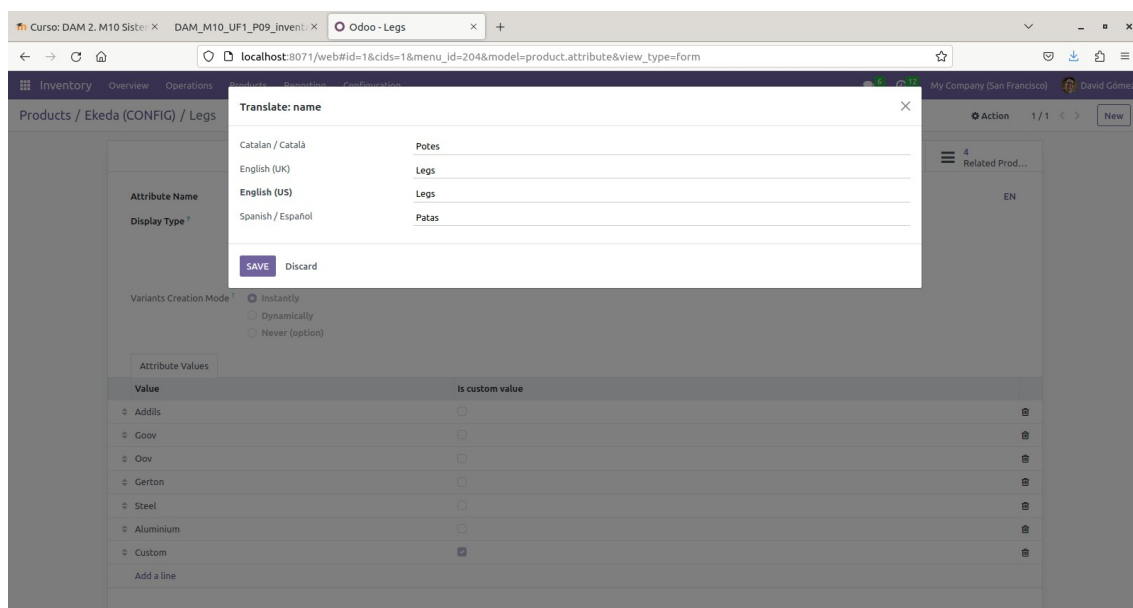 Curso: DAM 2. M10 Sister
DAM_M10_UF1_P09_invent
Odoo - Legs
localhost:8071/web#id=1&cids=1&menu_id=204&model=product.attribute&view_type=form
Inventory Overview Operations Products Reporting Configuration 6 12 My Company (San Francisco) David Gómez
Products / Ekeda (CONFIG) / Legs
Action 1 / 1 New
Translate: name
Catalan / Català Potes
English (UK) Legs
English (US) Legs
Spanish / Español Patas
SAVE Discard
4
Related Prod...
Attribute Name EN
Display Type ?
Variants Creation Mode ? Instantly
Dynamically
Never (option)
Attribute Values
Value Is custom value
Addils
Goov
Oov
Gerton
Steel
Aluminium
Custom
Add a line